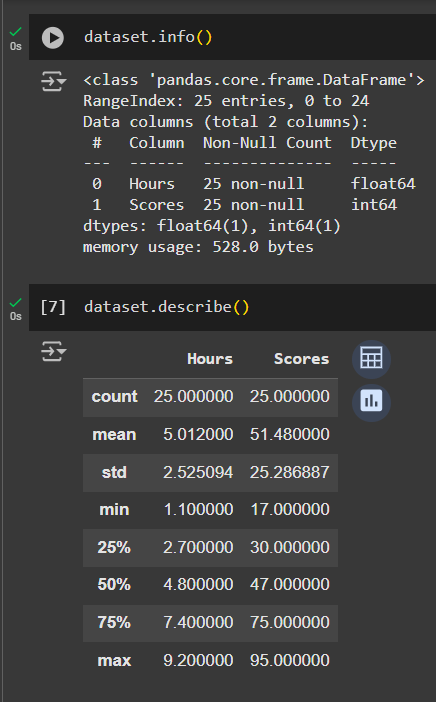 0s
dataset.info()
<class 'pandas.core.frame.DataFrame'>
RangeIndex: 25 entries, 0 to 24
Data columns (total 2 columns):
#   Column  Non-Null Count  Dtype
---  ------  --------------  -----
0   Hours   25 non-null     float64
1   Scores  25 non-null     int64
dtypes: float64(1), int64(1)
memory usage: 528.0 bytes
0s
[7] dataset.describe()
Hours Scores
count 25.000000 25.000000
mean 5.012000 51.480000
std 2.525094 25.286887
min 1.100000 17.000000
25% 2.700000 30.000000
50% 4.800000 47.000000
75% 7.400000 75.000000
max 9.200000 95.000000